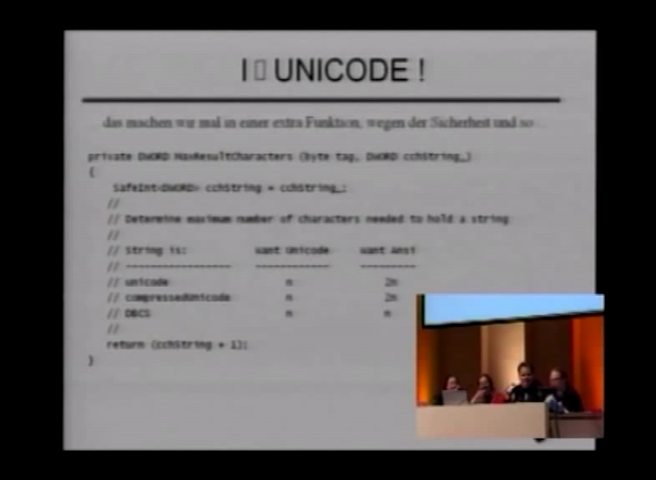 I ▯ UNICODE !
das machen wir mal in einer extra Funktion, wegen der Sicherheit und so
private DWORD MaxResultCharacters (byte tag, DWORD cchString_)
{
SafeInt<DWORD> cchString = cchString_;
//
// Determine maximum number of characters needed to hold a string
//
// String is: want Unicode want Ansi
// ----------------- ------------ ---------
// unicode n 2n
// compressedUnicode n 2n
// DBCS n n
//
return (cchString + 1);
}